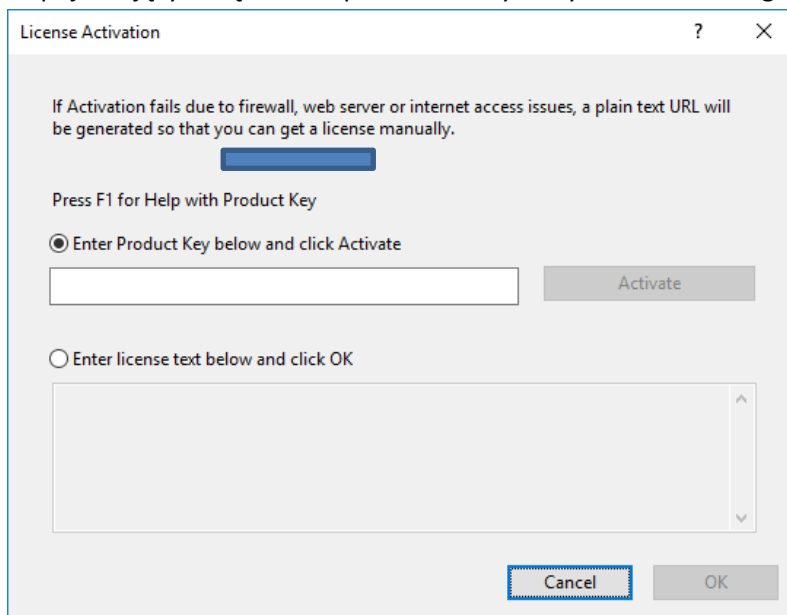 License Activation ?
If Activation fails due to firewall, web server or internet access issues, a plain text URL will
be generated so that you can get a license manually.
Press F1 for Help with Product Key
Enter Product Key below and click Activate
Activate
Enter license text below and click OK
Cancel OK